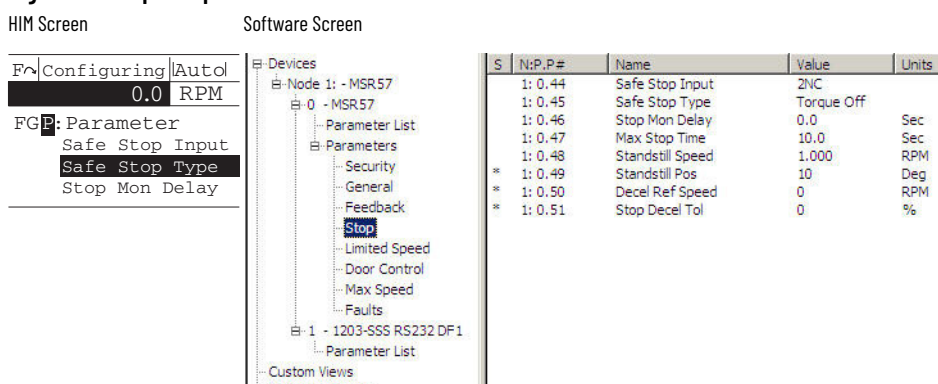 HIM Screen
Software Screen
F Configuring Auto
0.0 RPM
FGP: Parameter
Safe Stop Input
Safe Stop Type
Stop Mon Delay
Devices
Node 1: - MSR57
0 - MSR57
Parameter List
Parameters
Security
General
Feedback
Stop
Limited Speed
Door Control
Max Speed
Faults
1 - 1203-SSS RS232 DF1
Parameter List
Custom Views
S N:P.P# Name Value Units
1: 0.44 Safe Stop Input 2NC
1: 0.45 Safe Stop Type Torque Off
1: 0.46 Stop Mon Delay 0.0 Sec
1: 0.47 Max Stop Time 10.0 Sec
1: 0.48 Standstill Speed 1.000 RPM
* 1: 0.49 Standstill Pos 10 Deg
* 1: 0.50 Decel Ref Speed 0 RPM
* 1: 0.51 Stop Decel Tol 0 %